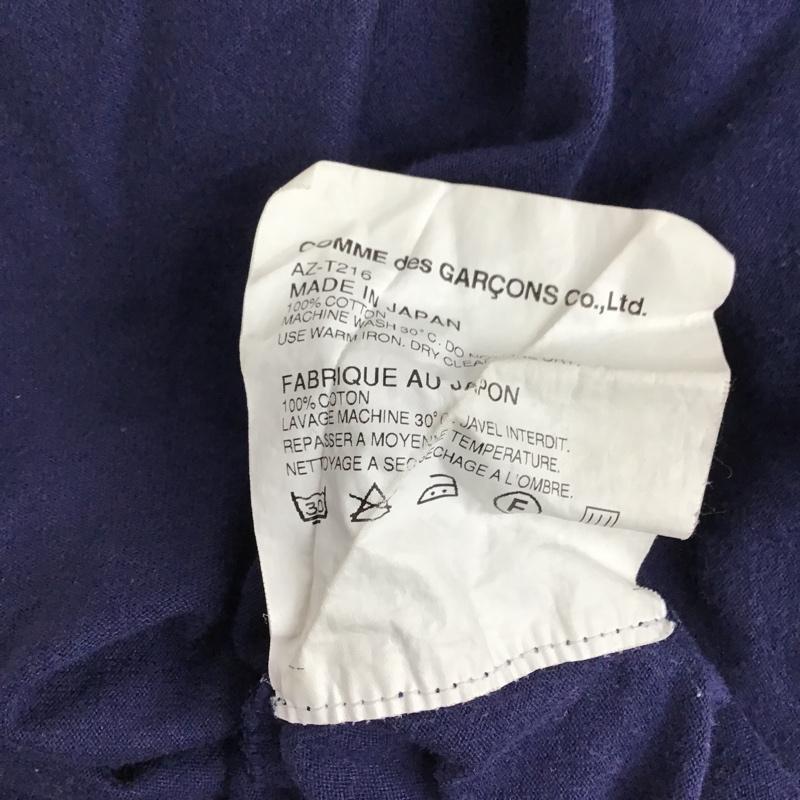 COMME des GARÇONS Co.,Ltd.
AZ-T216
MADE IN JAPAN
100% COTTON
MACHINE WASH 30°C. DO
USE WARM IRON. DRY
FABRIQUE AU JAPON
100% COTON
LAVAGE MACHINE 30°C. JAVEL INTERDIT.
REPASSER A MOYENNE TEMPERATURE.
NETTOYAGE A SEC SECHAGE A L'OMBRE.
30 F